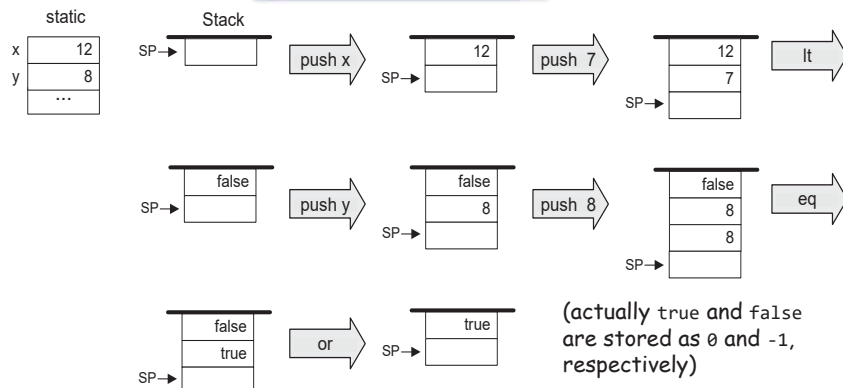 static
Stack
x 12
y 8
...
SP
push x
12
SP
push 7
12
7
SP
lt
false
SP
push y
false
8
SP
push 8
false
8
8
SP
eq
false
true
SP
or
true
SP
(actually true and false
are stored as 0 and -1,
respectively)